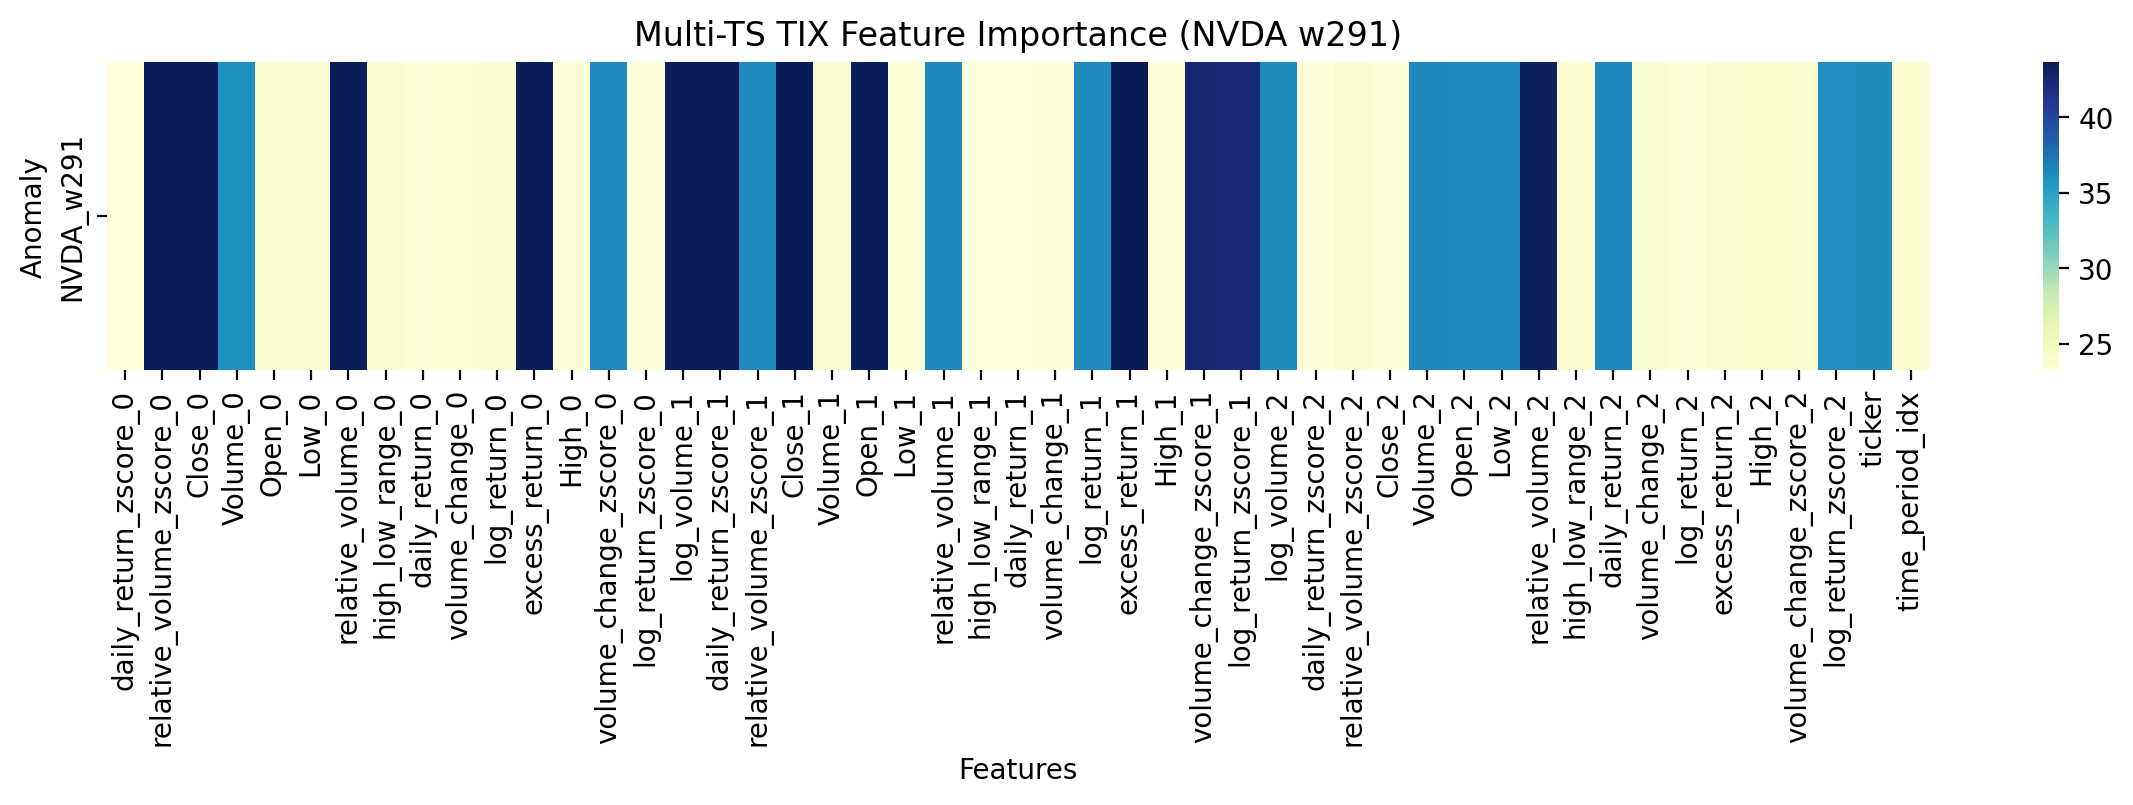 Multi-TS TIX Feature Importance (NVDA w291)
Anomaly
NVDA_w291
40
35
30
25
daily_return_zscore_0
relative_volume_zscore_0
Close_0
Volume_0
Open_0
Low_0
relative_volume_0
high_low_range_0
daily_return_0
volume_change_0
log_return_0
excess_return_0
High_0
volume_change_zscore_0
log_return_zscore_0
log_volume_1
daily_return_zscore_1
relative_volume_zscore_1
Close_1
Volume_1
Open_1
Low_1
relative_volume_1
high_low_range_1
daily_return_1
volume_change_1
log_return_1
excess_return_1
High_1
volume_change_zscore_1
log_return_zscore_1
log_volume_2
daily_return_zscore_2
relative_volume_zscore_2
Close_2
Volume_2
Open_2
Low_2
relative_volume_2
high_low_range_2
daily_return_2
volume_change_2
log_return_2
excess_return_2
High_2
volume_change_zscore_2
log_return_zscore_2
ticker
time_period_idx
Features